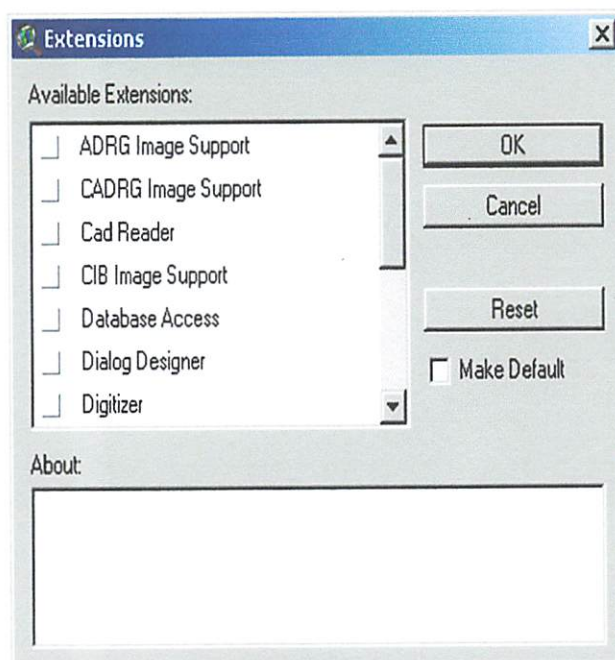 Extensions
Available Extensions:
ADRG Image Support
CADRG Image Support
Cad Reader
CIB Image Support
Database Access
Dialog Designer
Digitizer
OK
Cancel
Reset
Make Default
About: